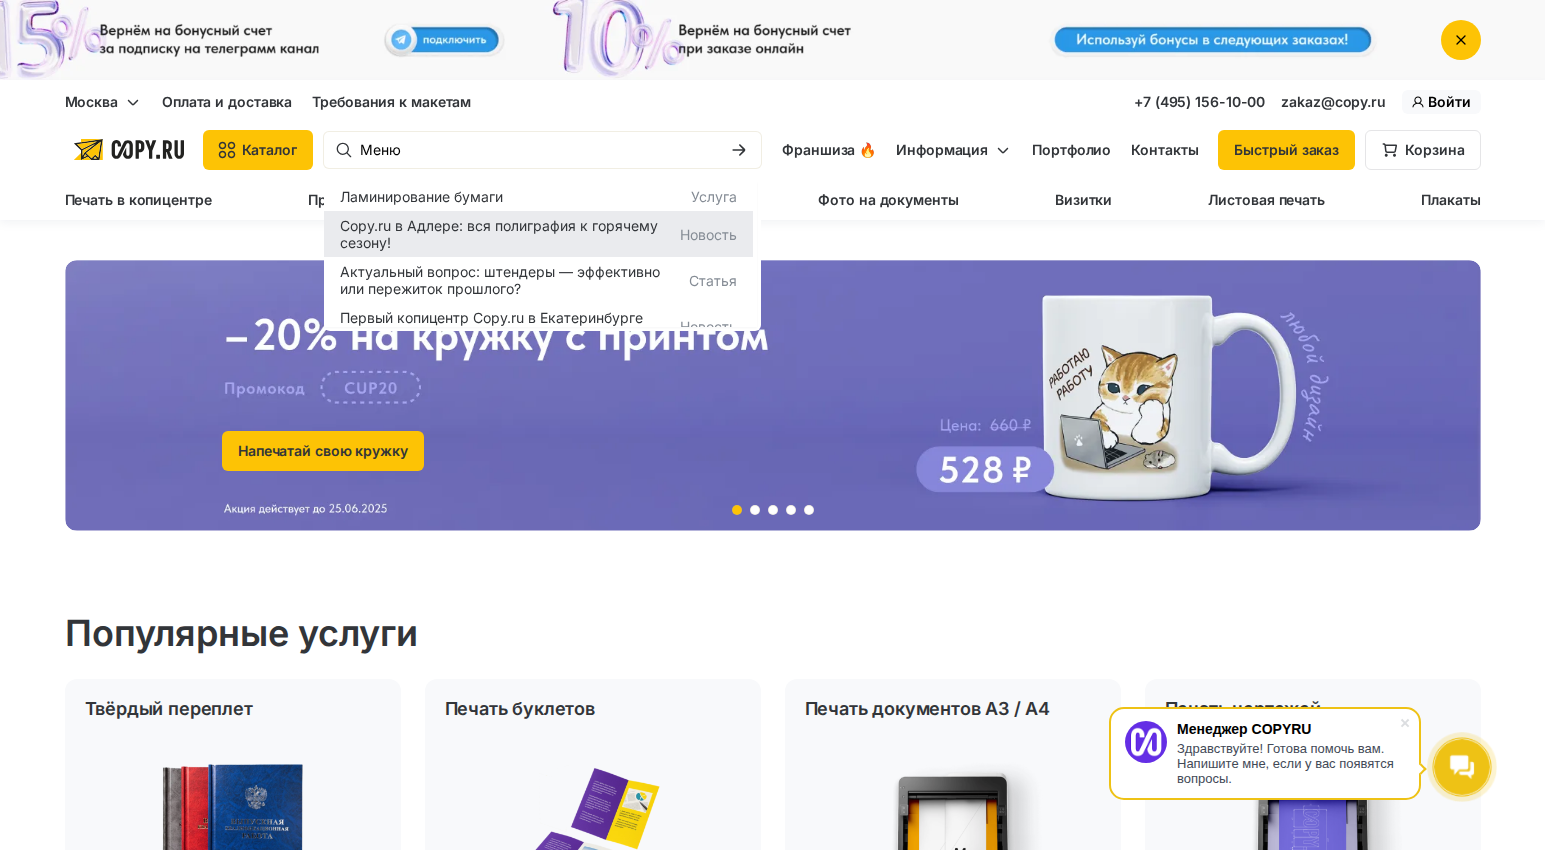 15%
Вернём на бонусный счет
за подписку на телеграмм канал
подключить
10%
Вернём на бонусный счет
при заказе онлайн
Используй бонусы в следующих заказах!
Москва
Оплата и доставка
Требования к макетам
+7 (495) 156-10-00
zakaz@copy.ru
Войти
COPY.RU
Каталог
Меню
Франшиза 🔥
Информация
Портфолио
Контакты
Быстрый заказ
Корзина
Печать в копицентре
Фото на документы
Визитки
Листовая печать
Плакаты
Ламинирование бумаги
Услуга
Copy.ru в Адлере: вся полиграфия к горячему
сезону!
Новость
Актуальный вопрос: штендеры — эффективно
или пережиток прошлого?
Статья
Первый копицентр Copy.ru в Екатеринбурге
Новость
–20% на кружку с принтом
Промокод
CUP20
Напечатай свою кружку
Акция действует до 25.06.2025
Цена: 660 ₽
528 ₽
РАБОТАЮ
РАБОТУ
любой дизайн
Популярные услуги
Твёрдый переплет
Печать буклетов
Печать документов А3 / А4
Печать чертежей
Менеджер COPYRU
Здравствуйте! Готова помочь вам.
Напишите мне, если у вас появятся
вопросы.